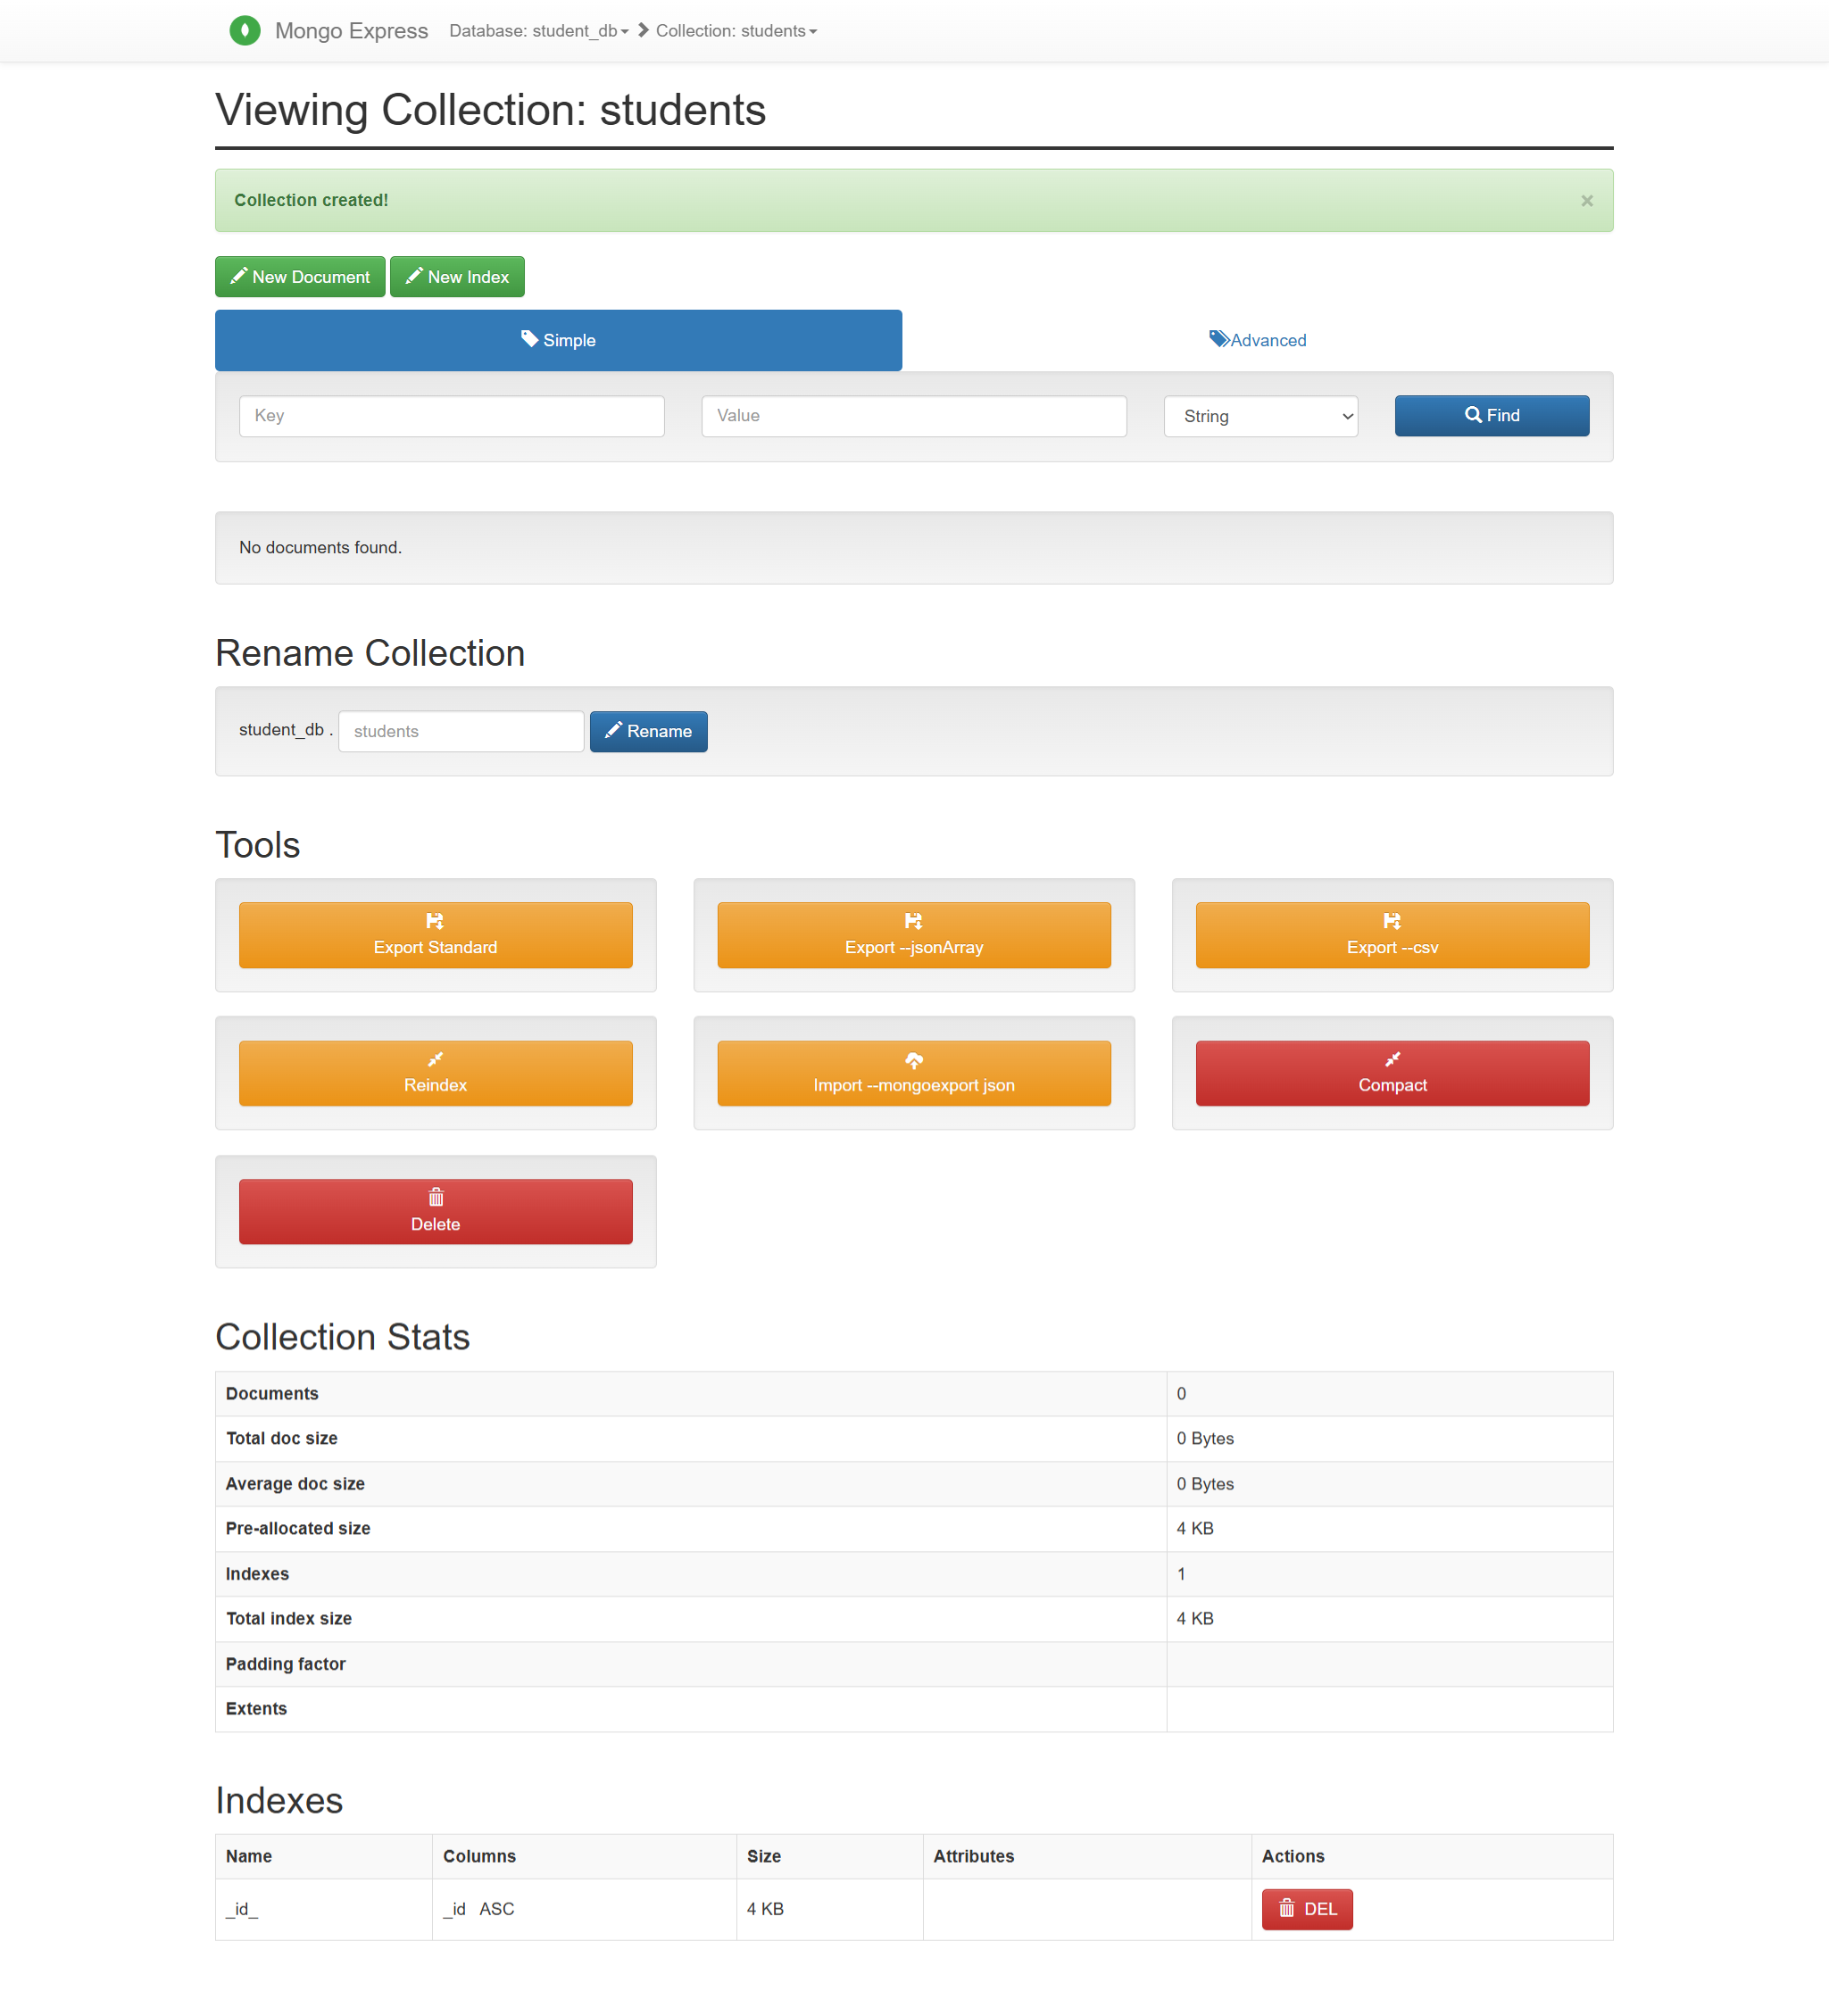 Mongo Express Database: student_db Collection: students
Viewing Collection: students
Collection created! ×
New Document New Index
Simple Advanced
Key Value String Find
No documents found.
Rename Collection
student_db . students Rename
Tools
Export Standard Export --jsonArray Export --csv
Reindex Import --mongoexport json Compact
Delete
Collection Stats
Documents 0
Total doc size 0 Bytes
Average doc size 0 Bytes
Pre-allocated size 4 KB
Indexes 1
Total index size 4 KB
Padding factor
Extents
Indexes
Name Columns Size Attributes Actions
_id_ _id ASC 4 KB DEL